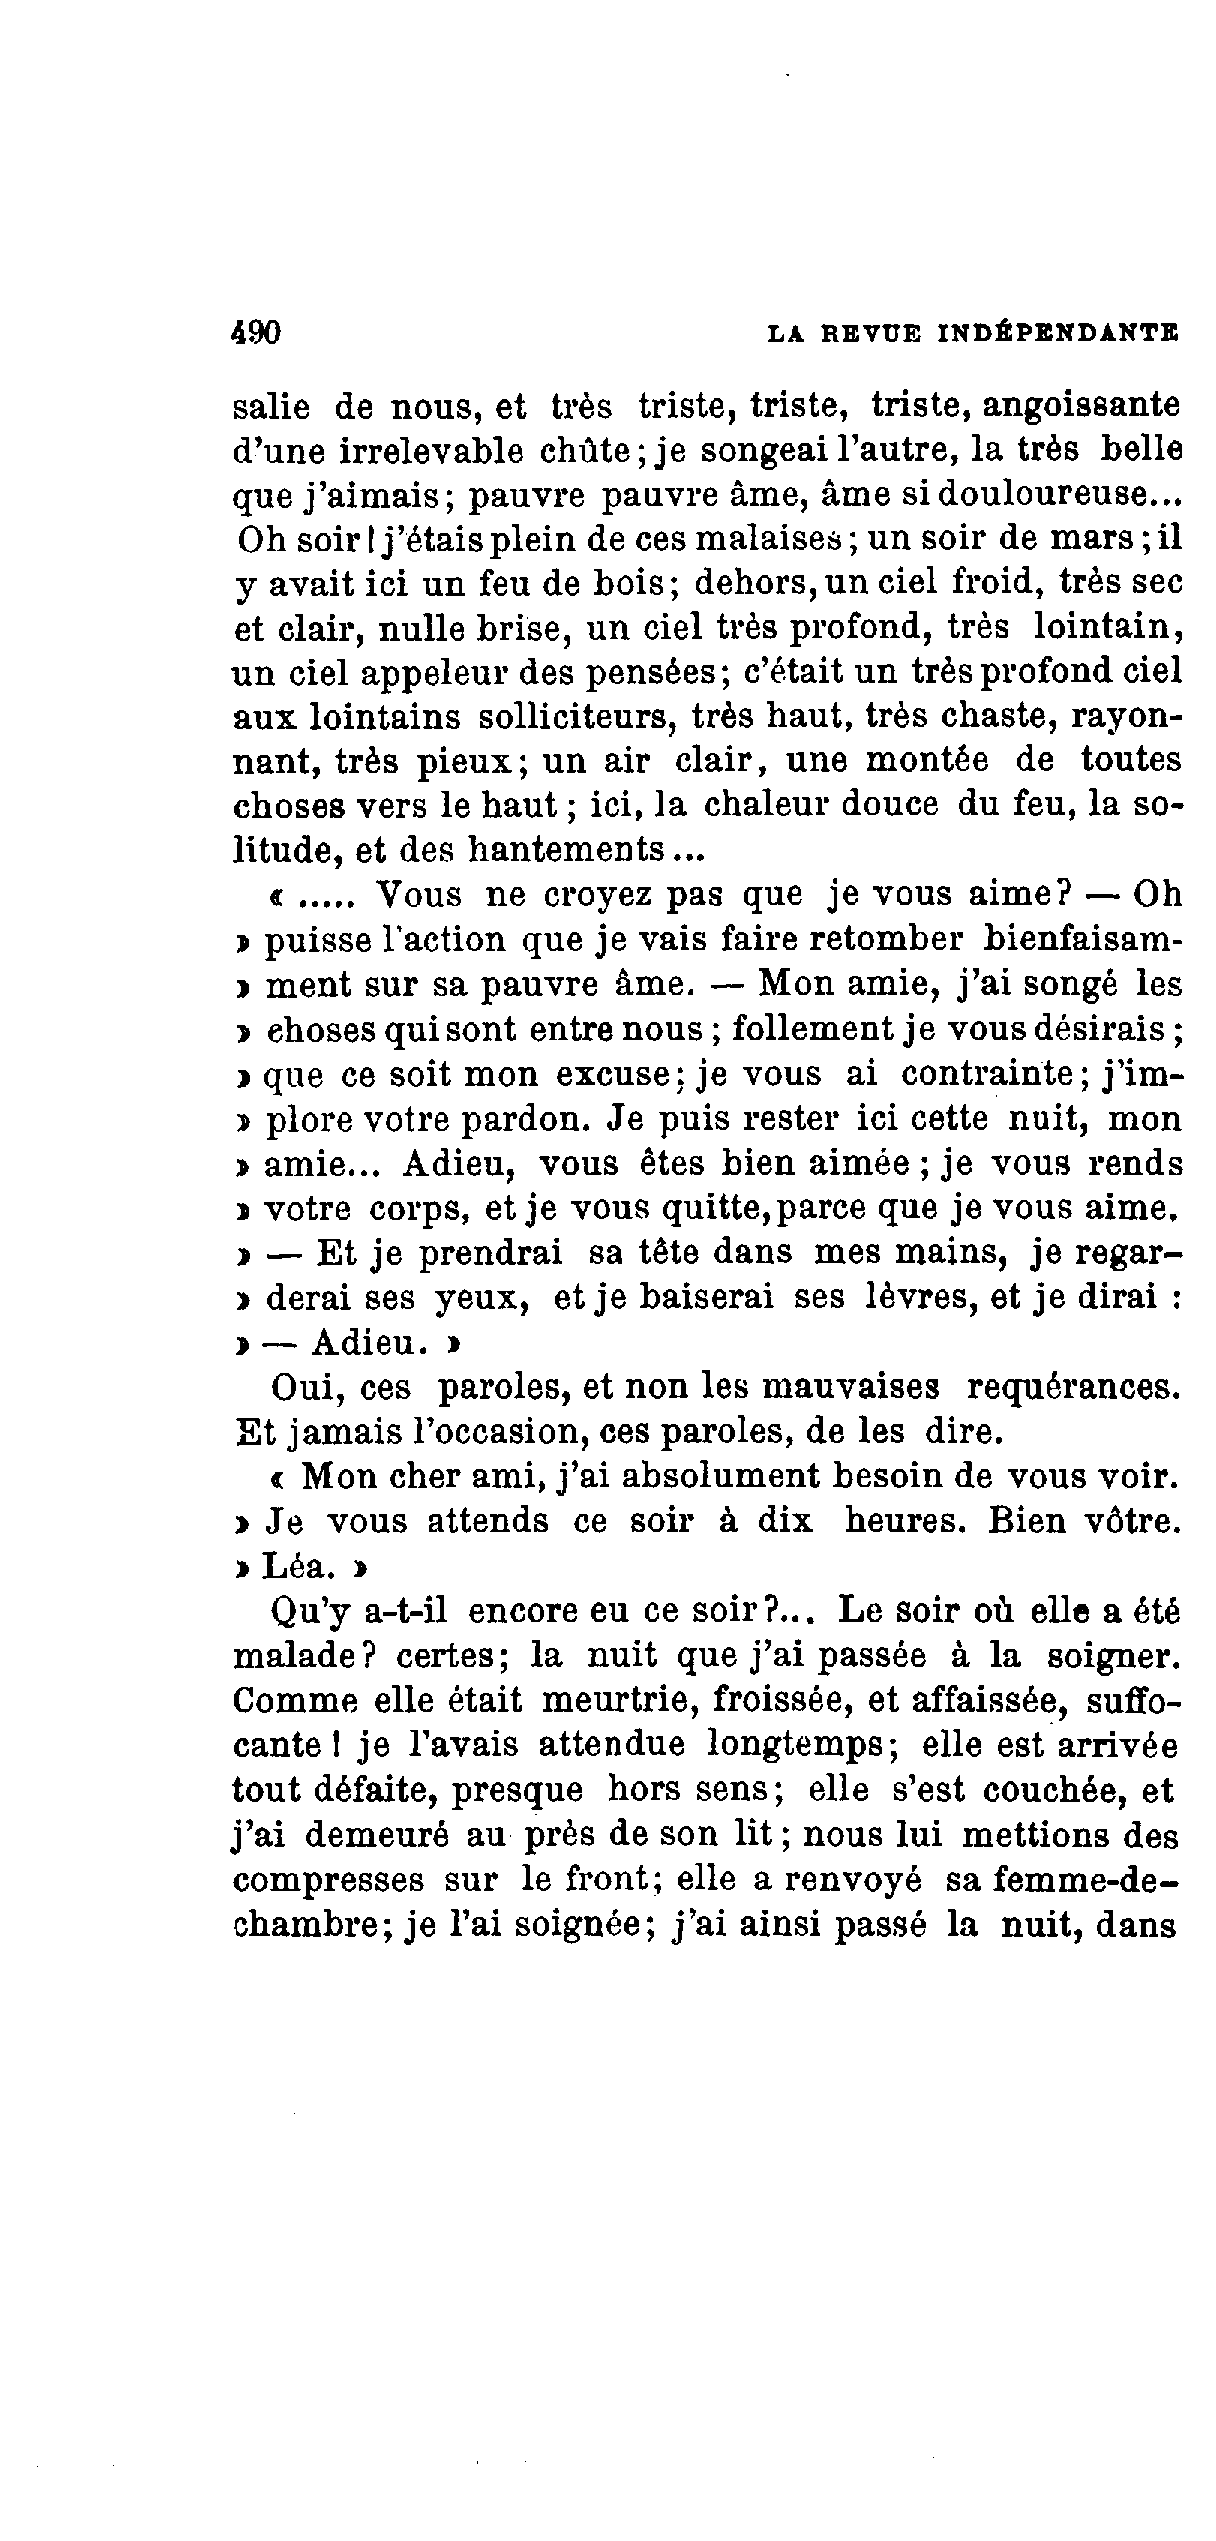 490 LA REVUE INDÉPENDANTE
salie de nous, et très triste, triste, triste, angoissante
d'une irrelevable chûte; je songeai l'autre, la très belle
que j'aimais; pauvre pauvre âme, âme si douloureuse...
Oh soir! j'étais plein de ces malaises; un soir de mars; il
y avait ici un feu de bois; dehors, un ciel froid, très sec
et clair, nulle brise, un ciel très profond, très lointain,
un ciel appeleur des pensées; c'était un très profond ciel
aux lointains solliciteurs, très haut, très chaste, rayon-
nant, très pieux; un air clair, une montée de toutes
choses vers le haut; ici, la chaleur douce du feu, la so-
litude, et des hantements...
« ..... Vous ne croyez pas que je vous aime? — Oh
» puisse l'action que je vais faire retomber bienfaisam-
» ment sur sa pauvre âme. — Mon amie, j'ai songé les
» choses qui sont entre nous; follement je vous désirais;
» que ce soit mon excuse; je vous ai contrainte; j'im-
» plore votre pardon. Je puis rester ici cette nuit, mon
» amie... Adieu, vous êtes bien aimée; je vous rends
» votre corps, et je vous quitte, parce que je vous aime.
» — Et je prendrai sa tête dans mes mains, je regar-
» derai ses yeux, et je baiserai ses lèvres, et je dirai :
» — Adieu. »
Oui, ces paroles, et non les mauvaises requérances.
Et jamais l'occasion, ces paroles, de les dire.
« Mon cher ami, j'ai absolument besoin de vous voir.
» Je vous attends ce soir à dix heures. Bien vôtre.
» Léa. »
Qu'y a-t-il encore eu ce soir?... Le soir où elle a été
malade? certes; la nuit que j'ai passée à la soigner.
Comme elle était meurtrie, froissée, et affaissée, suffo-
cante! je l'avais attendue longtemps; elle est arrivée
tout défaite, presque hors sens; elle s'est couchée, et
j'ai demeuré au près de son lit; nous lui mettions des
compresses sur le front; elle a renvoyé sa femme-de-
chambre; je l'ai soignée; j'ai ainsi passé la nuit, dans